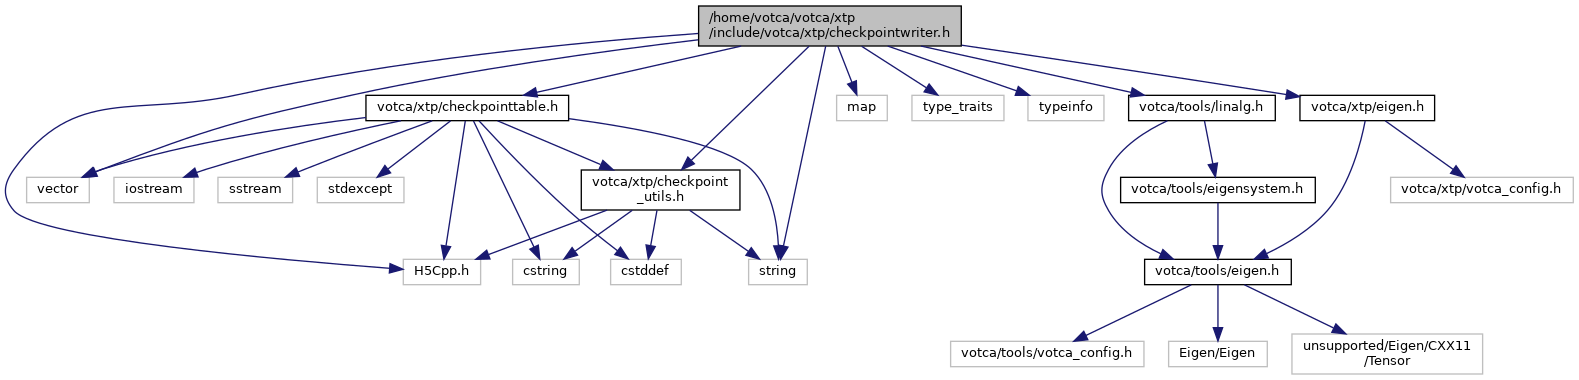 /home/votca/votca/xtp
/include/votca/xtp/checkpointwriter.h
votca/xtp/checkpointtable.h
map
type_traits
typeinfo
votca/tools/linalg.h
votca/xtp/eigen.h
vector
iostream
sstream
stdexcept
votca/xtp/checkpoint
_utils.h
votca/tools/eigensystem.h
votca/xtp/votca_config.h
H5Cpp.h
cstring
cstddef
string
votca/tools/eigen.h
votca/tools/votca_config.h
Eigen/Eigen
unsupported/Eigen/CXX11
/Tensor